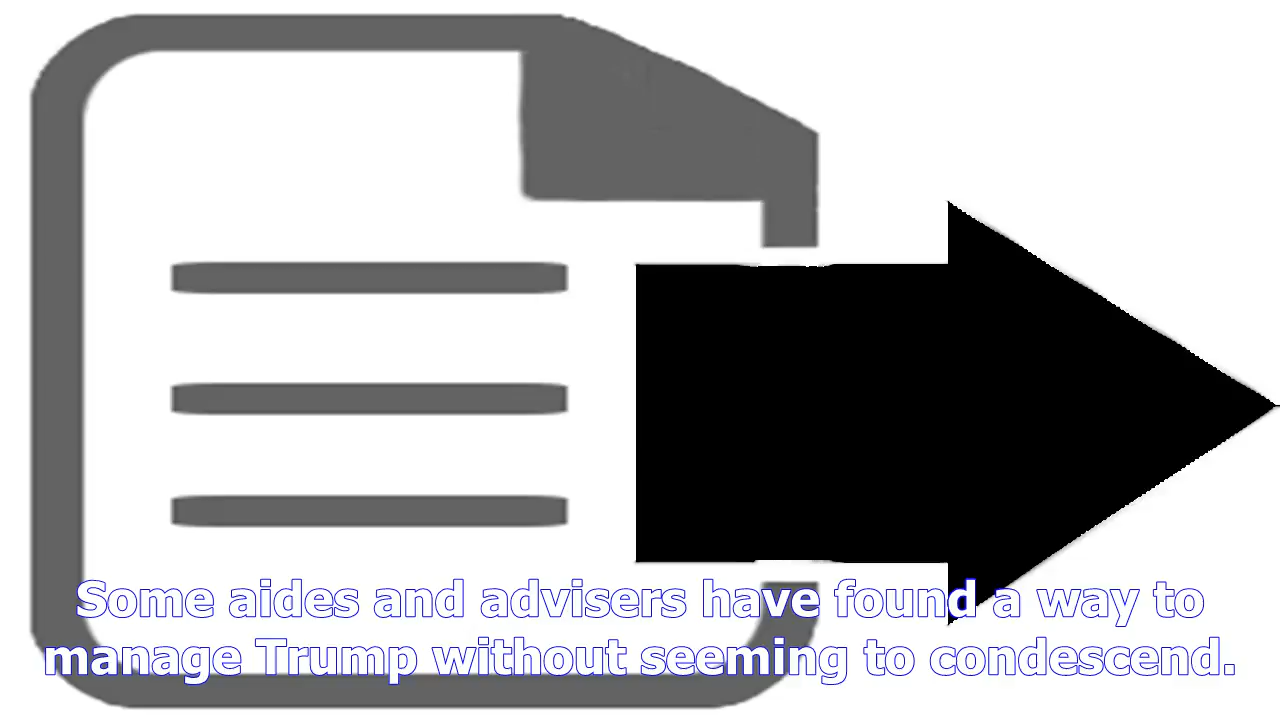 Some aides and advisers have found a way to
manage Trump without seeming to condescend.